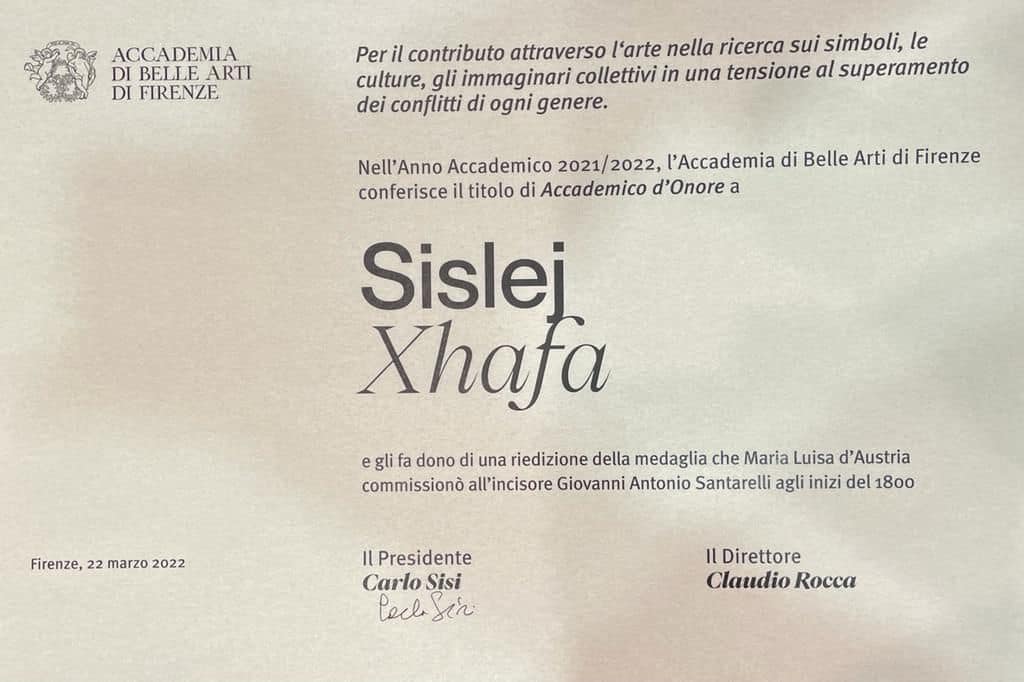 ACCADEMIA
DI BELLE ARTI
DI FIRENZE
Per il contributo attraverso l‘arte nella ricerca sui simboli, le
culture, gli immaginari collettivi in una tensione al superamento
dei conflitti di ogni genere.
Nell’Anno Accademico 2021/2022, l’Accademia di Belle Arti di Firenze
conferisce il titolo di Accademico d’Onore a
Sislej
Xhafa
e gli fa dono di una riedizione della medaglia che Maria Luisa d’Austria
commissionò all’incisore Giovanni Antonio Santarelli agli inizi del 1800
Firenze, 22 marzo 2022
Il Presidente
Carlo Sisi
Carlo Sisi
Il Direttore
Claudio Rocca